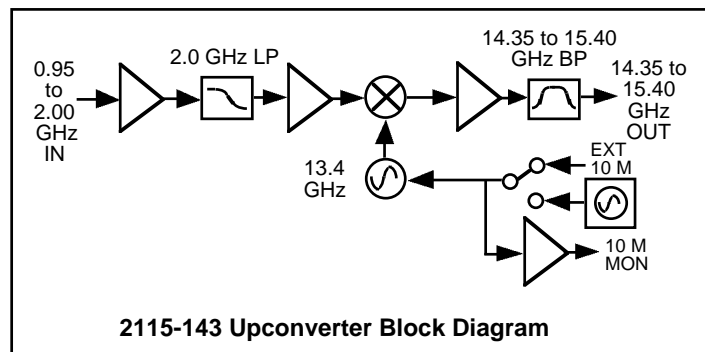 0.95
to
2.00
GHz
IN
2.0 GHz LP
14.35 to 15.40
GHz BP
14.35 to
15.40
GHz
OUT
13.4
GHz
EXT
10 M
10 M
MON
2115-143 Upconverter Block Diagram